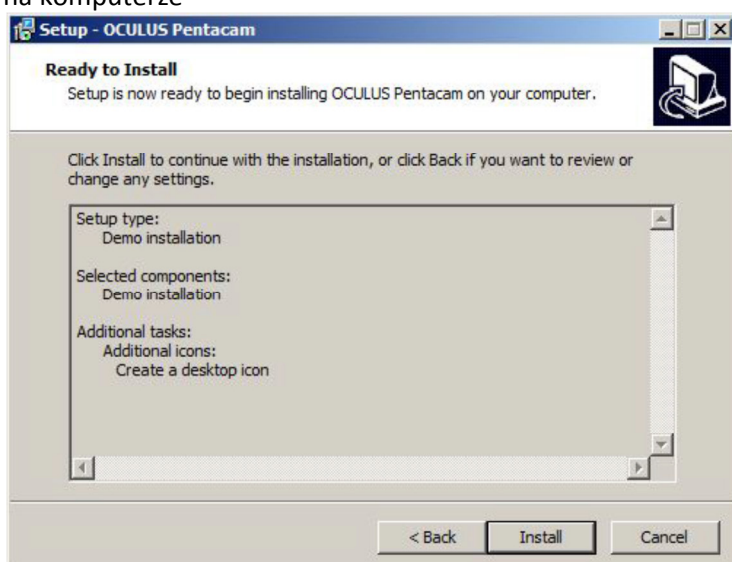 na komputerze
Setup - OCULUS Pentacam
Ready to Install
Setup is now ready to begin installing OCULUS Pentacam on your computer.
Click Install to continue with the installation, or click Back if you want to review or
change any settings.
Setup type:
Demo installation
Selected components:
Demo installation
Additional tasks:
Additional icons:
Create a desktop icon
< Back
Install
Cancel